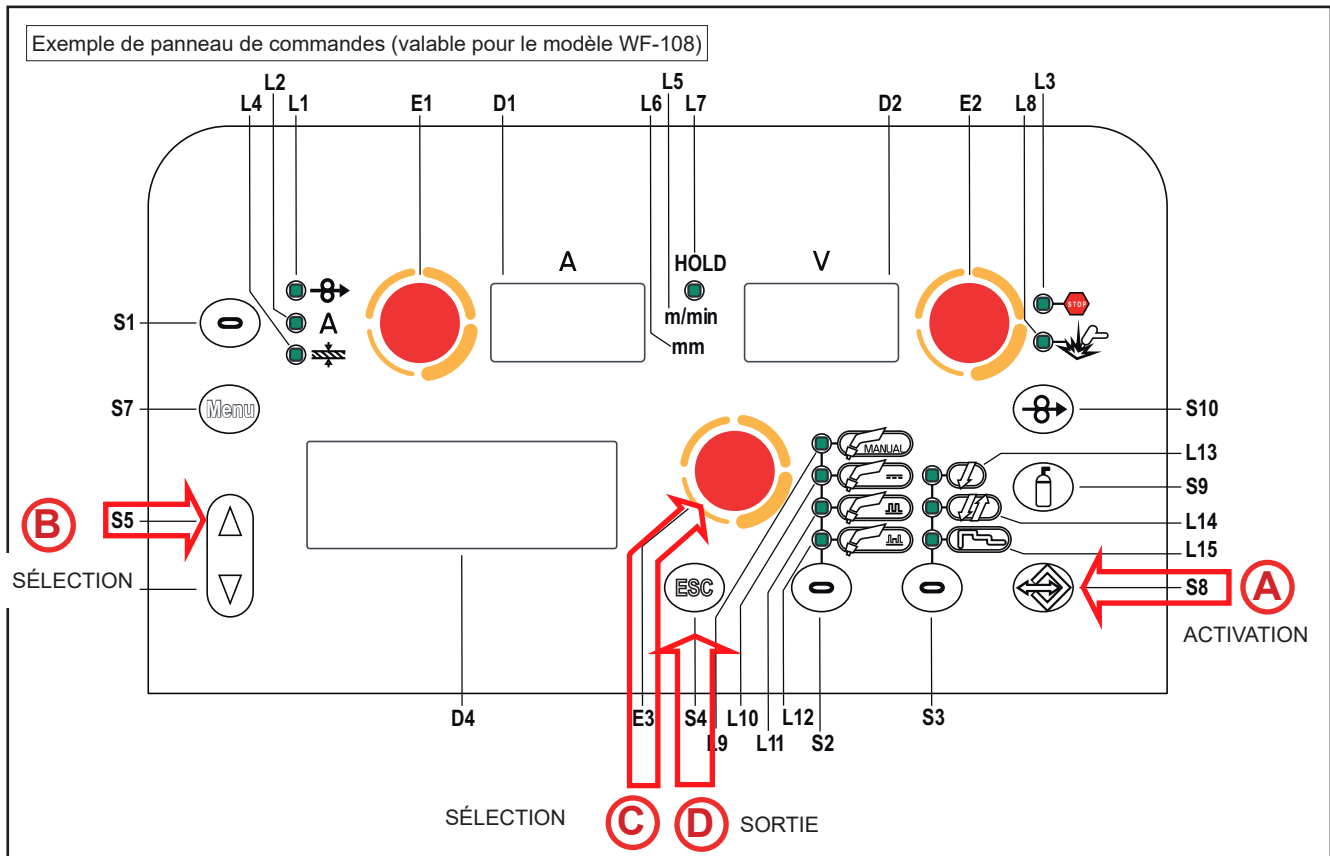 Exemple de panneau de commandes (valable pour le modèle WF-108)
L2 L5 L3
L4 L1 E1 D1 L6 L7 D2 E2 L8
A HOLD V
S1 A m/min STOP
mm
S7 Menu S10
MANUAL L13
S9
B S5 L14
L15
SÉLECTION ESC S8 A
ACTIVATION
D4 E3 S4 L10 L12 S3
L9 L11 S2
SÉLECTION C D SORTIE